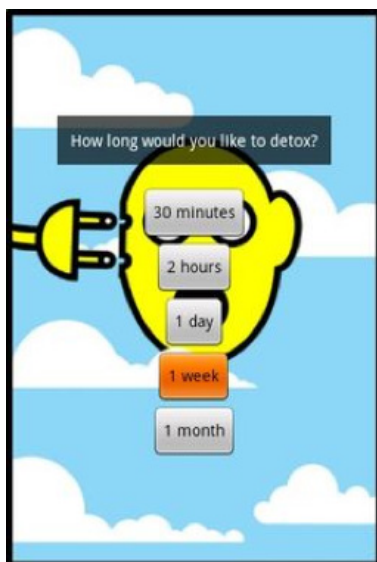 How long would you like to detox?
30 minutes
2 hours
1 day
1 week
1 month